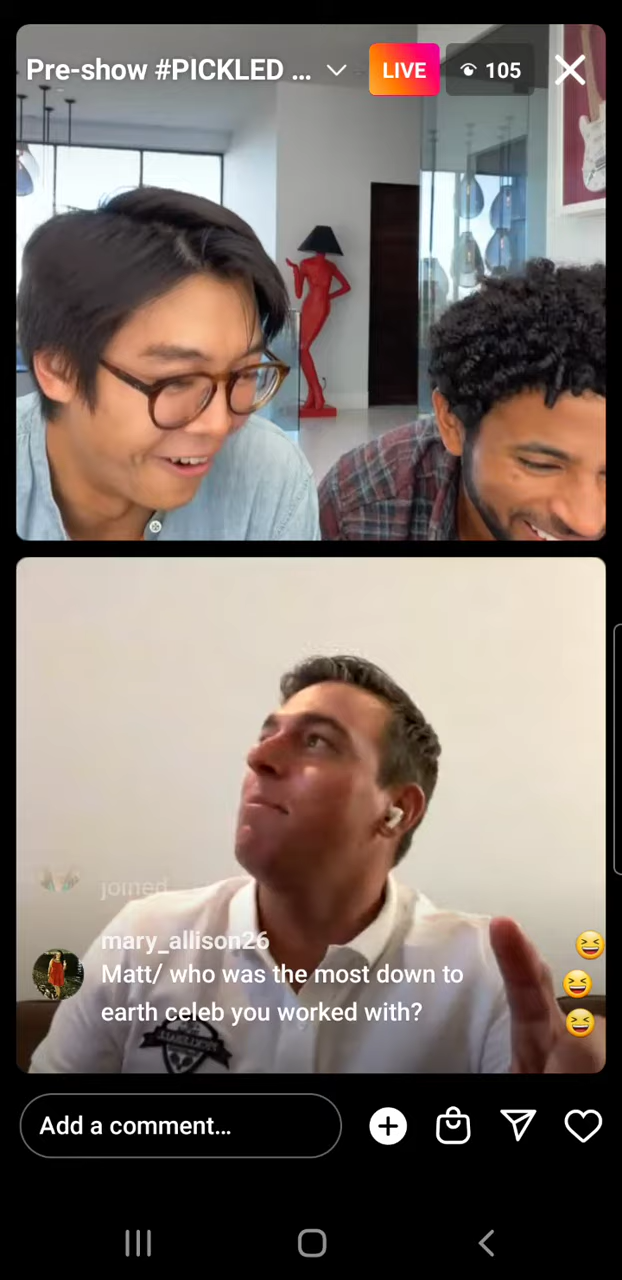 Pre-show #PICKLED ...
LIVE
105
joined
mary_allison26
Matt/ who was the most down to
earth celeb you worked with?
Add a comment...